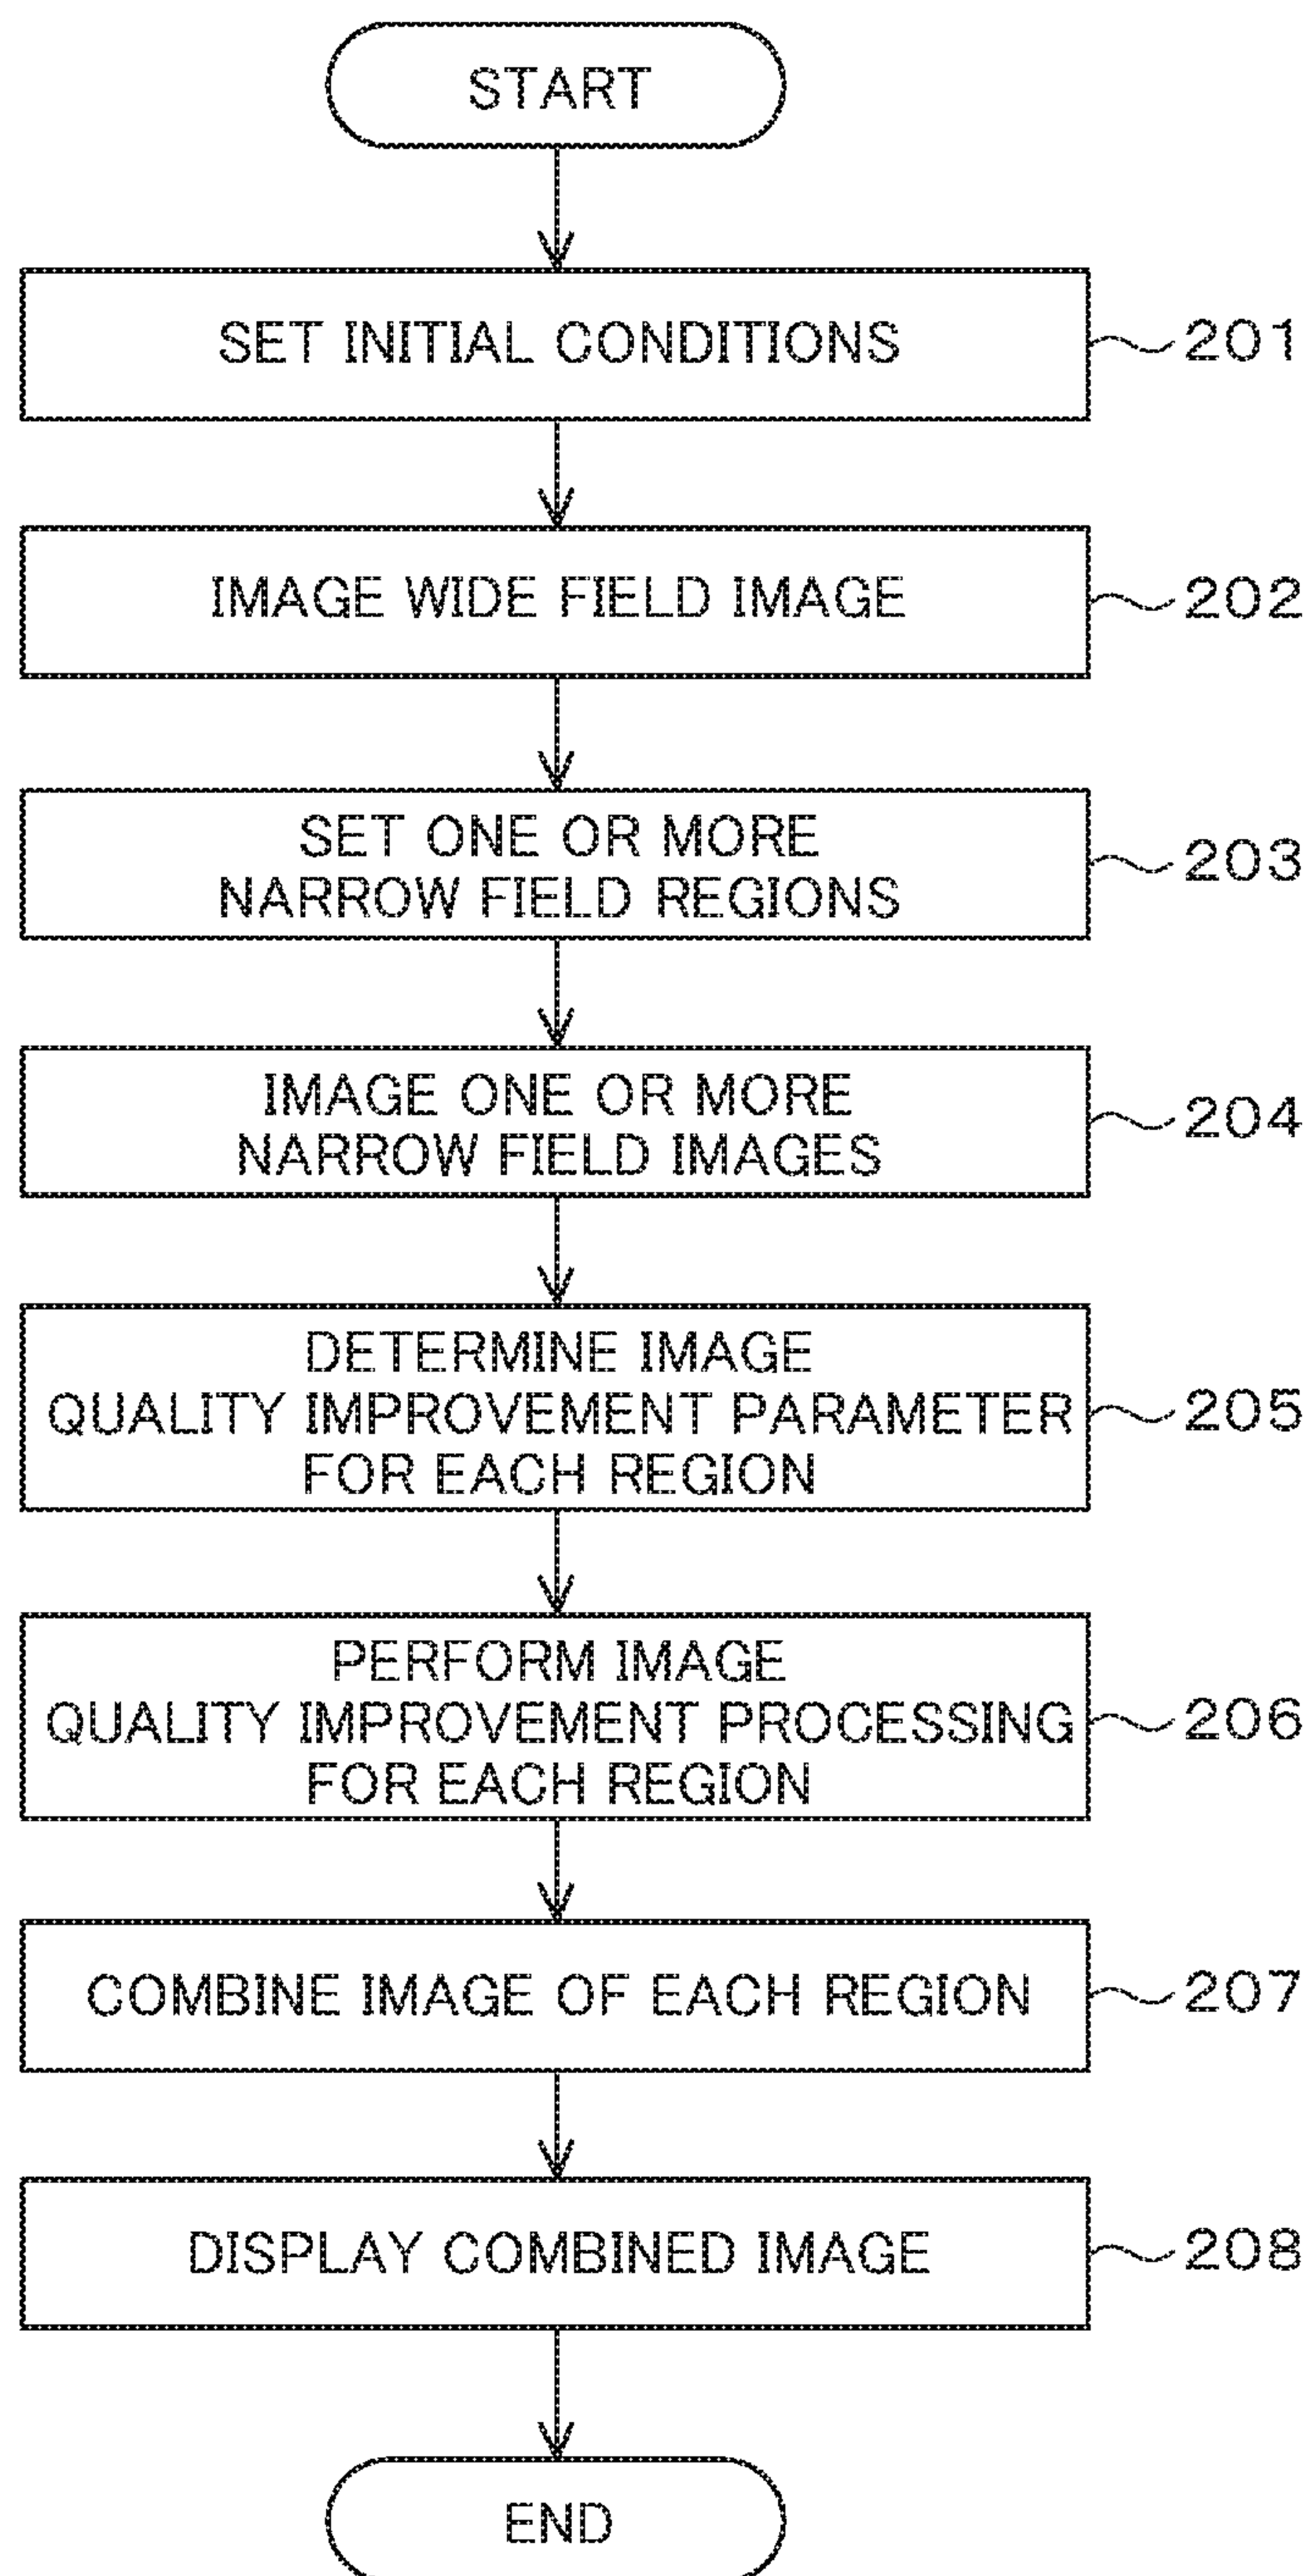 START
SET INITIAL CONDITIONS
201
IMAGE WIDE FIELD IMAGE
202
SET ONE OR MORE
NARROW FIELD REGIONS
203
IMAGE ONE OR MORE
NARROW FIELD IMAGES
204
DETERMINE IMAGE
QUALITY IMPROVEMENT PARAMETER
FOR EACH REGION
205
PERFORM IMAGE
QUALITY IMPROVEMENT PROCESSING
FOR EACH REGION
206
COMBINE IMAGE OF EACH REGION
207
DISPLAY COMBINED IMAGE
208
END